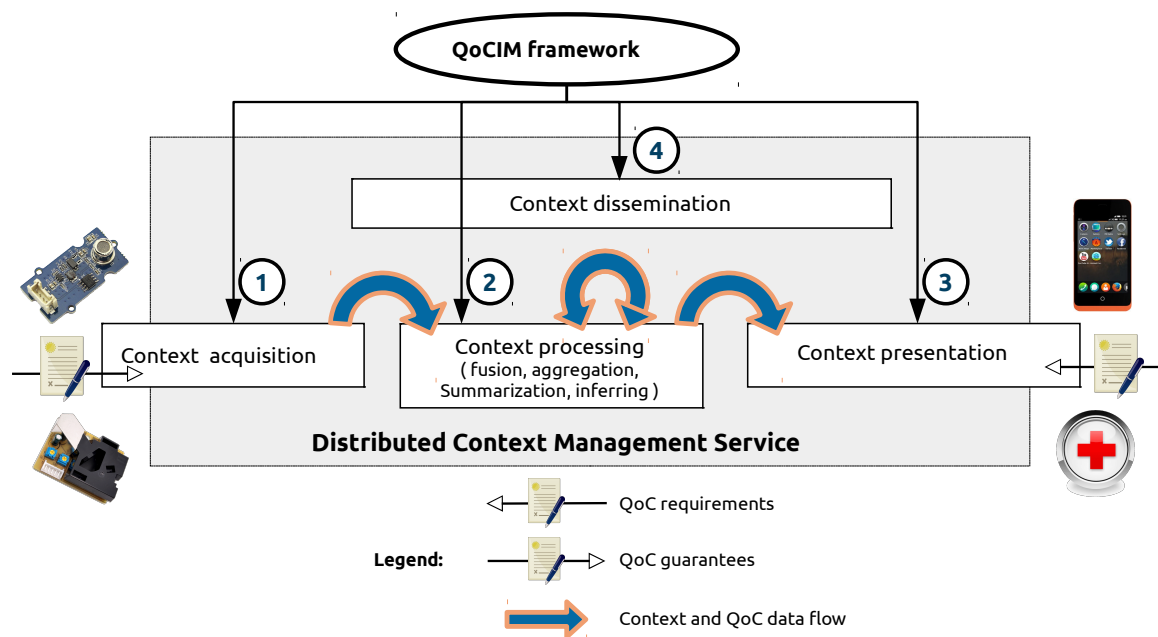 QoCIM framework
4
Context dissemination
1
2
3
Context acquisition
Context processing
( fusion, aggregation,
Summarization, inferring )
Context presentation
Distributed Context Management Service
QoC requirements
Legend:
QoC guarantees
Context and QoC data flow